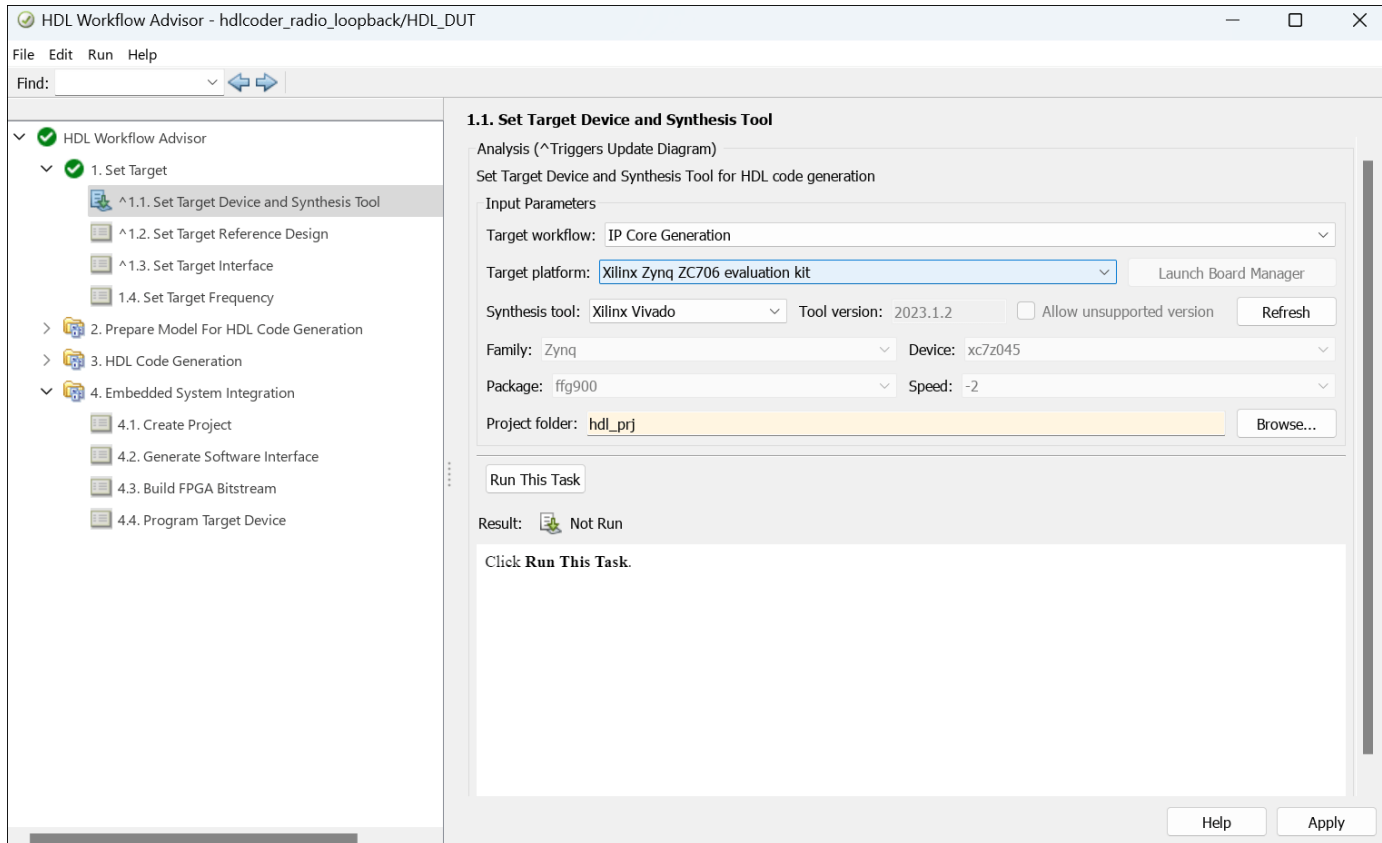 HDL Workflow Advisor - hdlcoder_radio_loopback/HDL_DUT
File Edit Run Help
Find:
HDL Workflow Advisor
1. Set Target
^1.1. Set Target Device and Synthesis Tool
^1.2. Set Target Reference Design
^1.3. Set Target Interface
1.4. Set Target Frequency
2. Prepare Model For HDL Code Generation
3. HDL Code Generation
4. Embedded System Integration
4.1. Create Project
4.2. Generate Software Interface
4.3. Build FPGA Bitstream
4.4. Program Target Device
1.1. Set Target Device and Synthesis Tool
Analysis (^Triggers Update Diagram)
Set Target Device and Synthesis Tool for HDL code generation
Input Parameters
Target workflow: IP Core Generation
Target platform: Xilinx Zynq ZC706 evaluation kit Launch Board Manager
Synthesis tool: Xilinx Vivado Tool version: 2023.1.2 Allow unsupported version Refresh
Family: Zynq Device: xc7z045
Package: ffg900 Speed: -2
Project folder: hdl_prj Browse...
Run This Task
Result: Not Run
Click Run This Task.
Help Apply